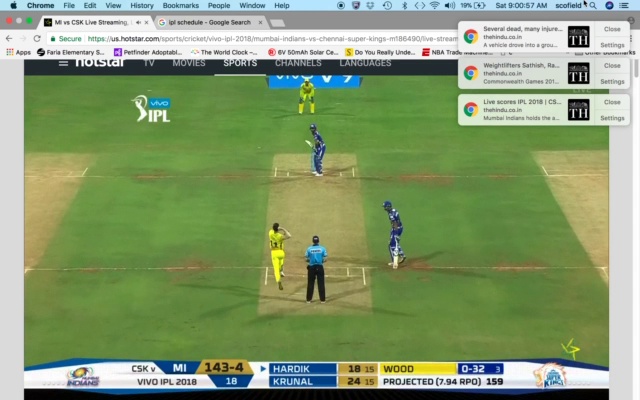 Chrome File Edit View History Bookmarks People Window Help 19% Sat 9:00:57 AM scofield
MI vs CSK Live Streaming, ipl schedule - Google Search
Secure https://us.hotstar.com/sports/cricket/vivo-ipl-2018/mumbai-indians-vs-chennai-super-kings-m186490/live-stream
Apps Faria Elementary S... Petfinder Adoptabl... The World Clock –... 6V 50mAh Solar Ce... Do You Really Unde... Bookmarks
hotstar TV MOVIES SPORTS CHANNELS LANGUAGES
Several dead, many injure...
thehindu.co.in
A vehicle drove into a grou...
TH
Close
Settings
Weightlifters Sathish, Ra...
thehindu.co.in
Commonwealth Games 201...
TH
Close
Settings
Live scores IPL 2018 | CS...
thehindu.co.in
Mumbai Indians holds the a...
TH
Close
Settings
vivo
IPL
CSK v MI 143-4 HARDIK 18 15 WOOD 0-32 3
VIVO IPL 2018 18 KRUNAL 24 15 PROJECTED (7.94 RPO) 159
MUMBAI INDIANS
SUPER KINGS